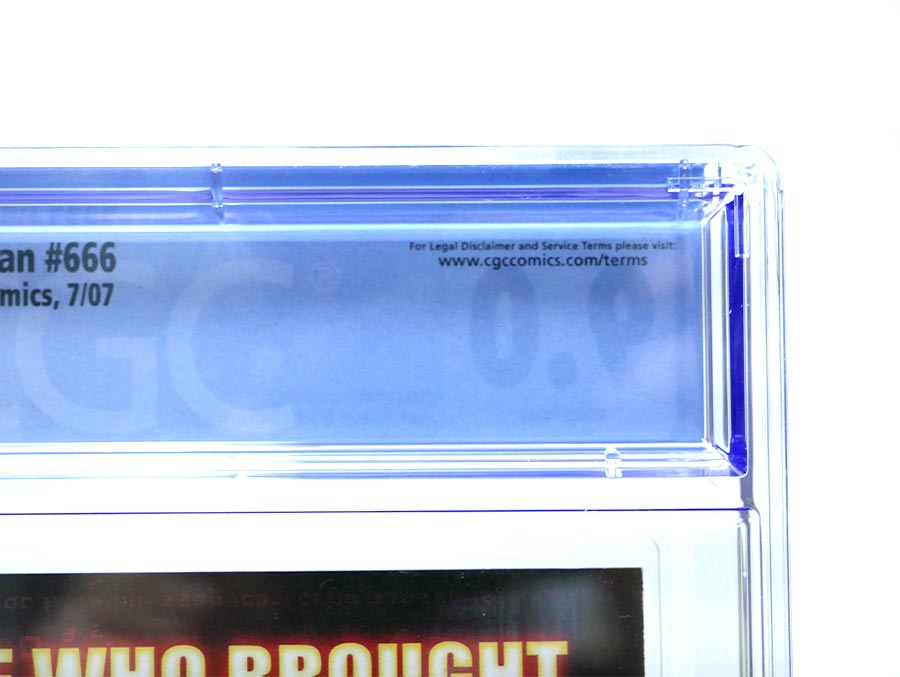 an #666
omics, 7/07
For Legal Disclaimer and Service Terms please visit:
www.cgccomics.com/terms
CGC®
WHO BROUGHT